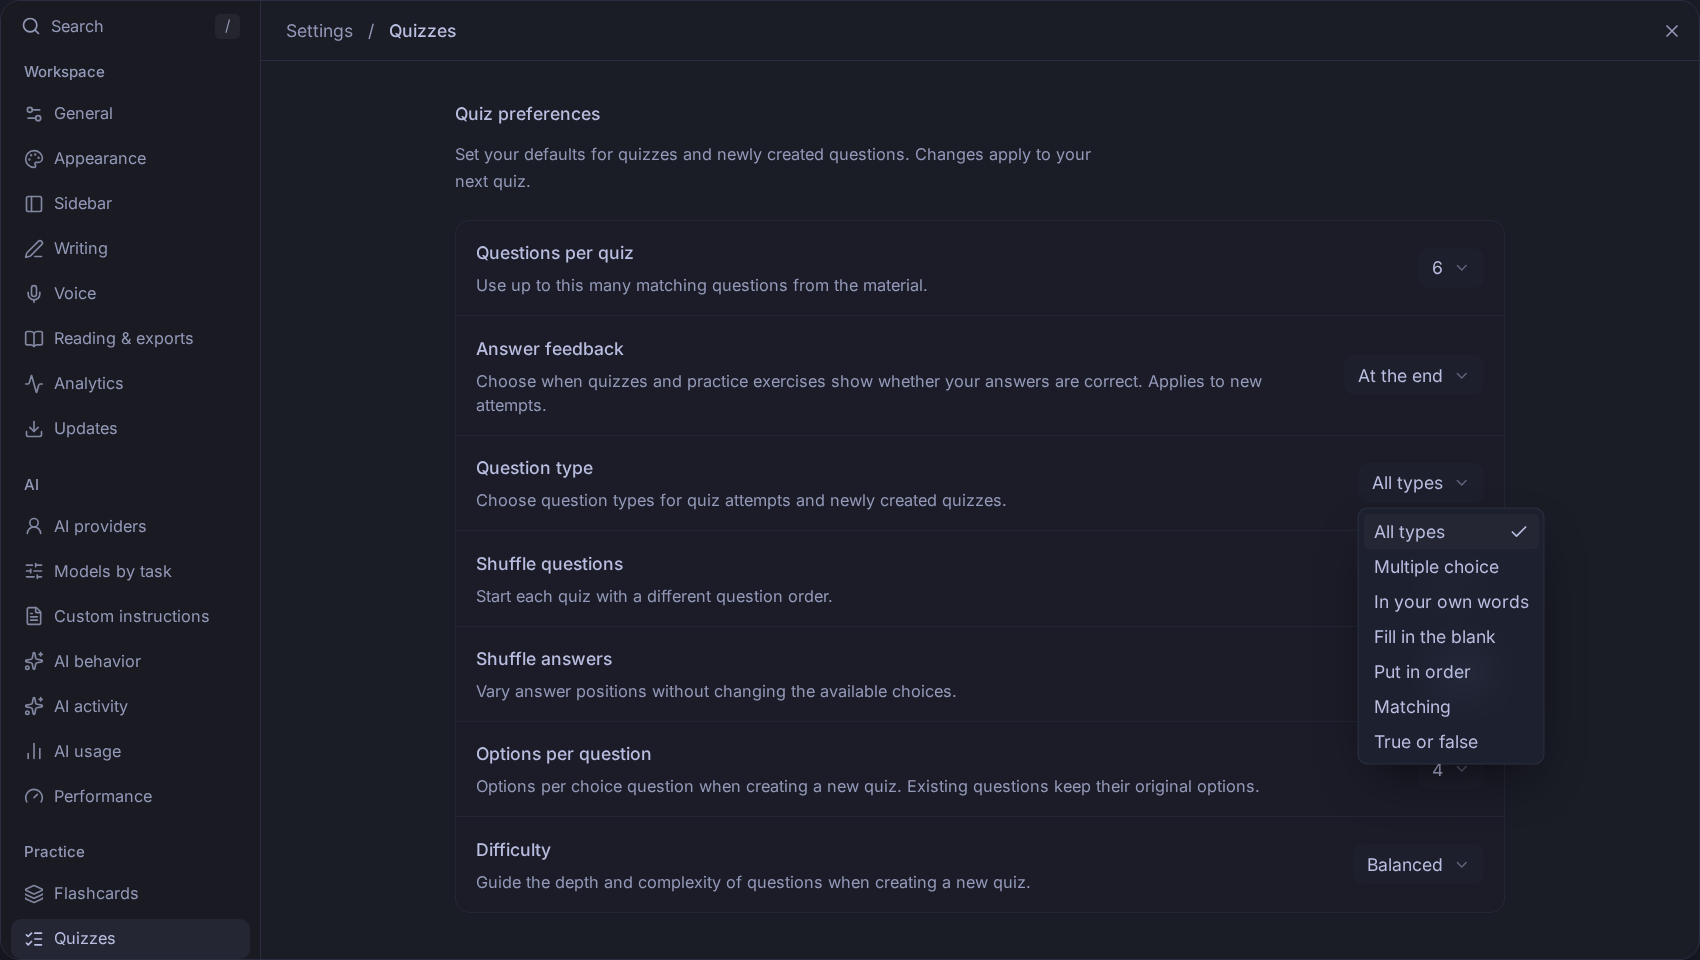 Search /
Workspace
General
Appearance
Sidebar
Writing
Voice
Reading & exports
Analytics
Updates
AI
AI providers
Models by task
Custom instructions
AI behavior
AI activity
AI usage
Performance
Practice
Flashcards
Quizzes
Settings / Quizzes
Quiz preferences
Set your defaults for quizzes and newly created questions. Changes apply to your
next quiz.
Questions per quiz
Use up to this many matching questions from the material.
6
Answer feedback
Choose when quizzes and practice exercises show whether your answers are correct. Applies to new
attempts.
At the end
Question type
Choose question types for quiz attempts and newly created quizzes.
All types
All types
Multiple choice
In your own words
Fill in the blank
Put in order
Matching
True or false
Shuffle questions
Start each quiz with a different question order.
Shuffle answers
Vary answer positions without changing the available choices.
Options per question
Options per choice question when creating a new quiz. Existing questions keep their original options.
4
Difficulty
Guide the depth and complexity of questions when creating a new quiz.
Balanced